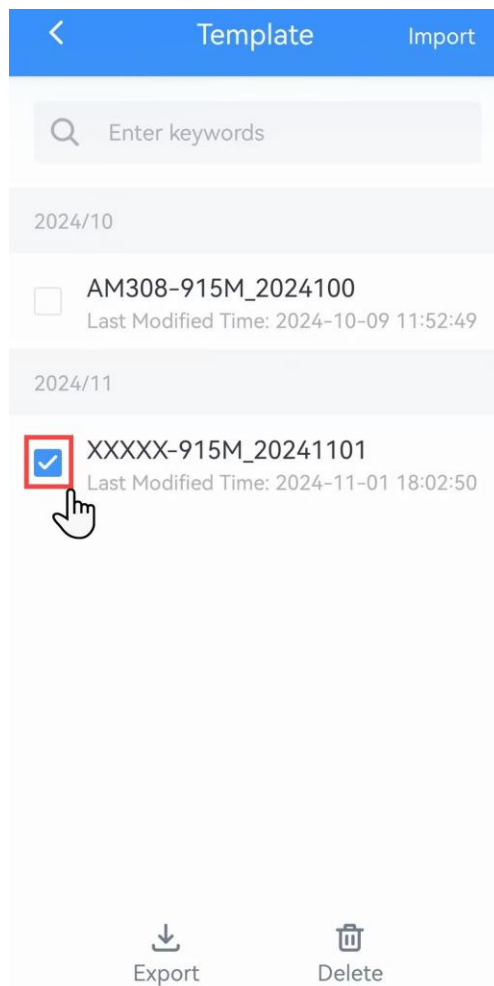 Template
Import
Enter keywords
2024/10
AM308-915M_2024100
Last Modified Time: 2024-10-09 11:52:49
2024/11
XXXXX-915M_20241101
Last Modified Time: 2024-11-01 18:02:50
Export
Delete